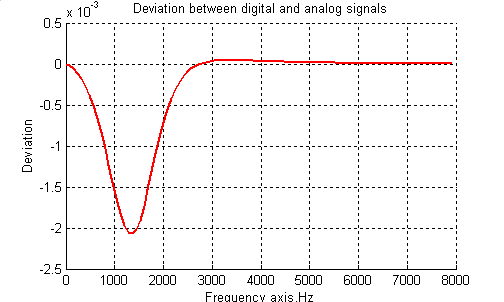 Deviation between digital and analog signals
x 10^-3
0.5
0
-0.5
-1
-1.5
-2
-2.5
Deviation
0 1000 2000 3000 4000 5000 6000 7000 8000
Frequency axis,Hz